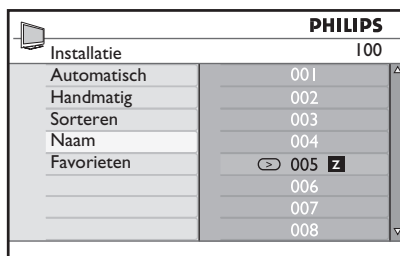 PHILIPS
Installatie 100
Automatisch 001
Handmatig 002
Sorteren 003
Naam 004
Favorieten 005 Z
006
007
008